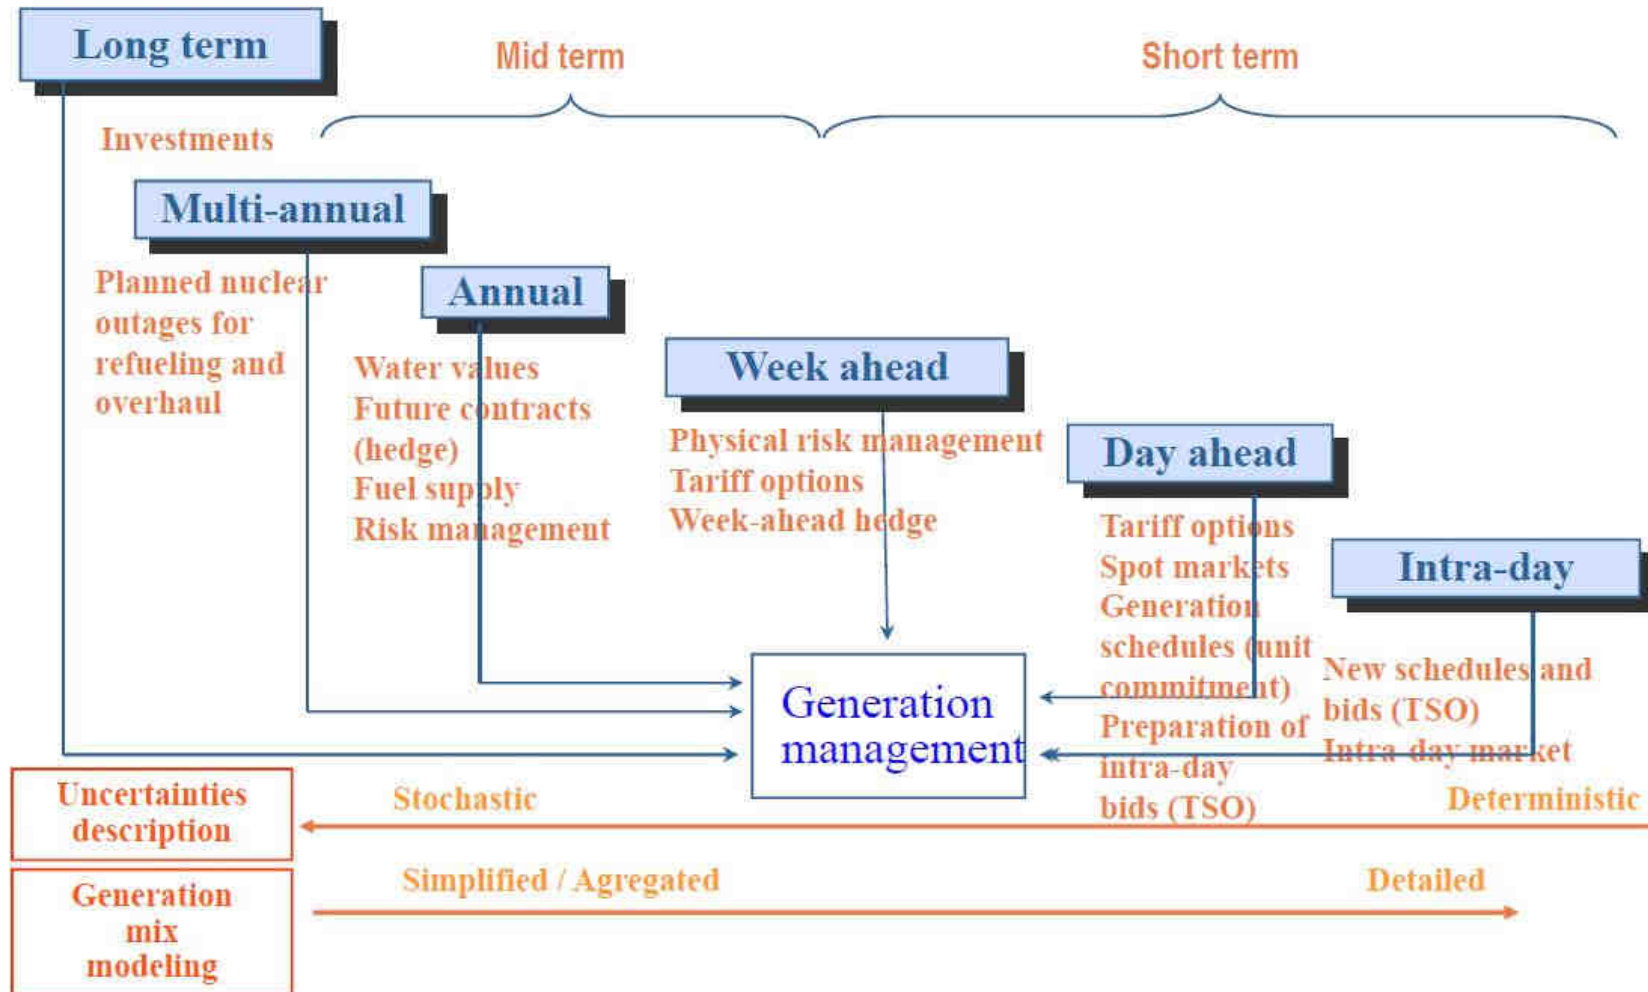 Long term
Mid term
Short term
Investments
Multi-annual
Planned nuclear
outages for
refueling and
overhaul
Annual
Water values
Future contracts
(hedge)
Fuel supply
Risk management
Week ahead
Physical risk management
Tariff options
Week-ahead hedge
Day ahead
Tariff options
Spot markets
Generation
schedules (unit
commitment)
Preparation of
intra-day
bids (TSO)
Intra-day
New schedules and
bids (TSO)
Intra-day market
Generation
management
Uncertainties
description
Stochastic
Deterministic
Generation
mix
modeling
Simplified / Agregated
Detailed